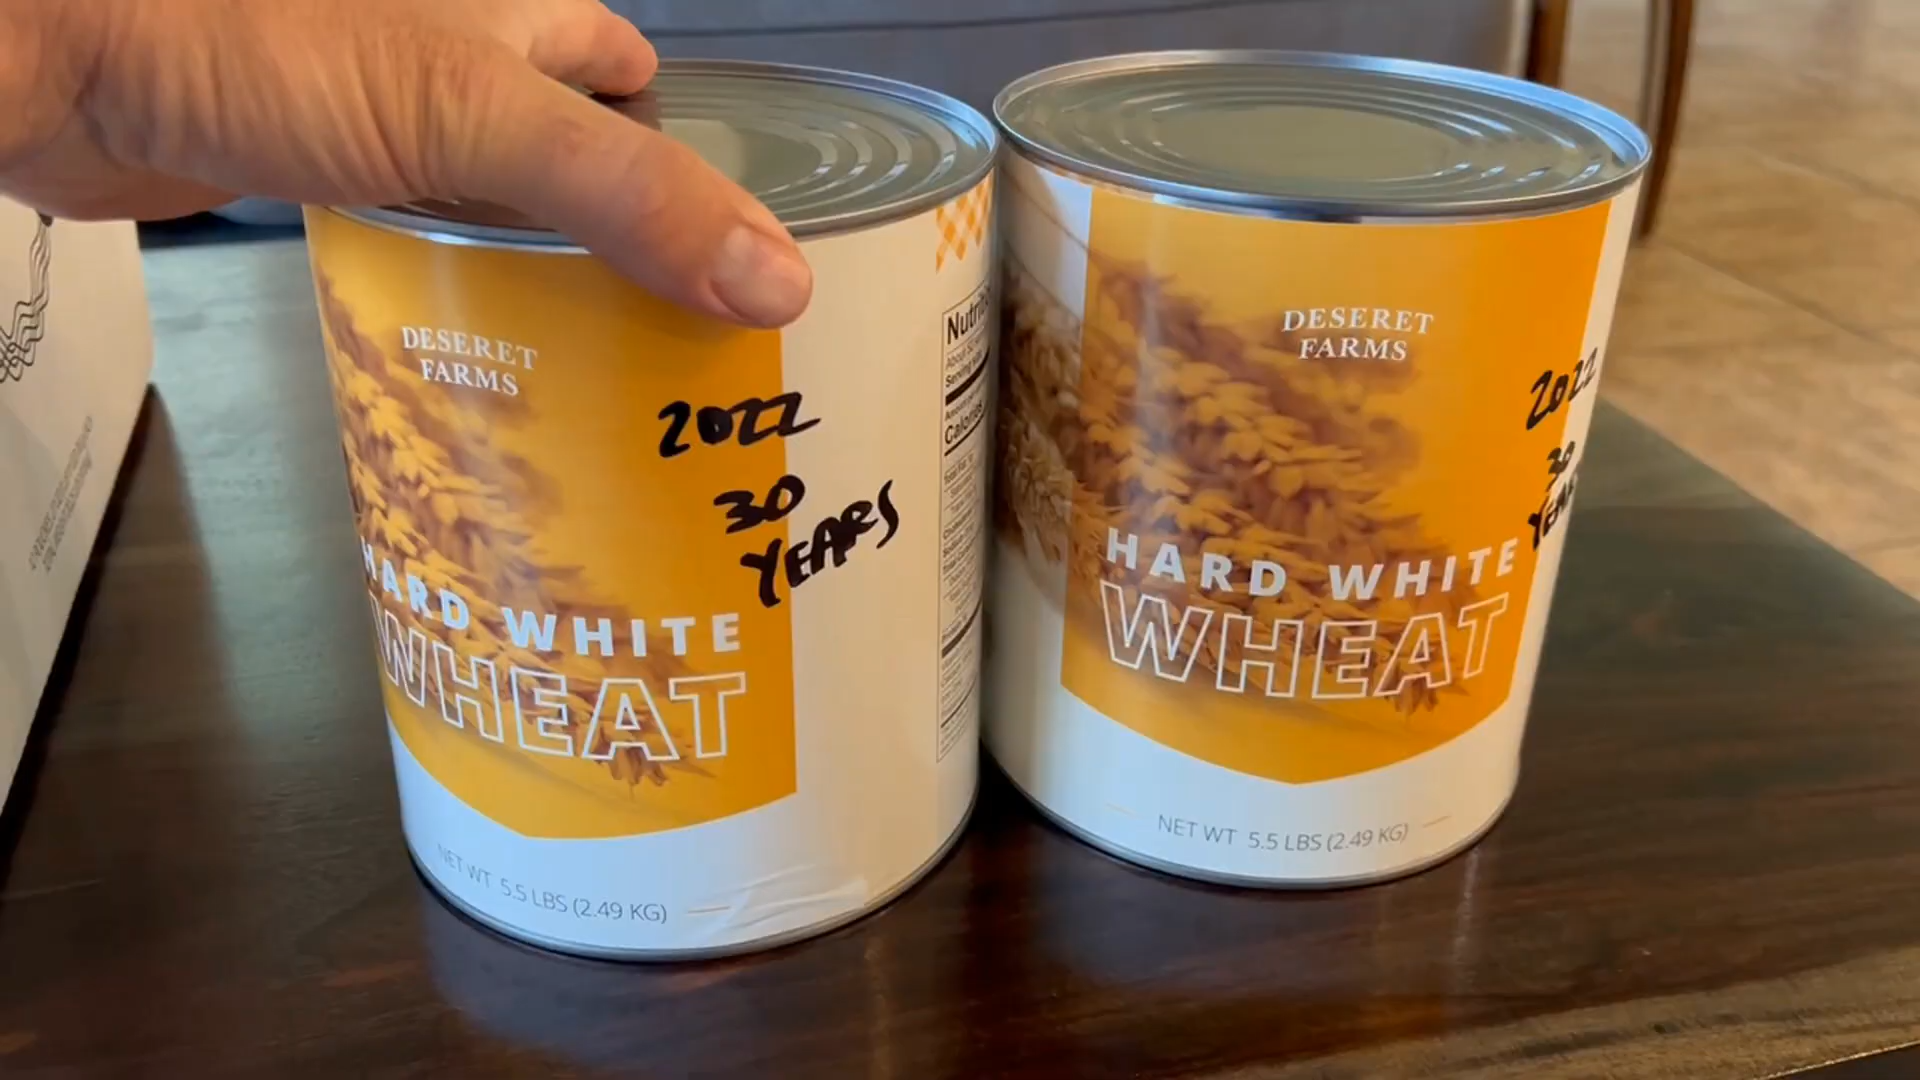 DESERET
FARMS
2022
30
YEARS
HARD WHITE
WHEAT
NET WT 5.5 LBS (2.49 KG)
Nutri
Calories
DESERET
FARMS
2022
30
YEARS
HARD WHITE
WHEAT
NET WT 5.5 LBS (2.49 KG)